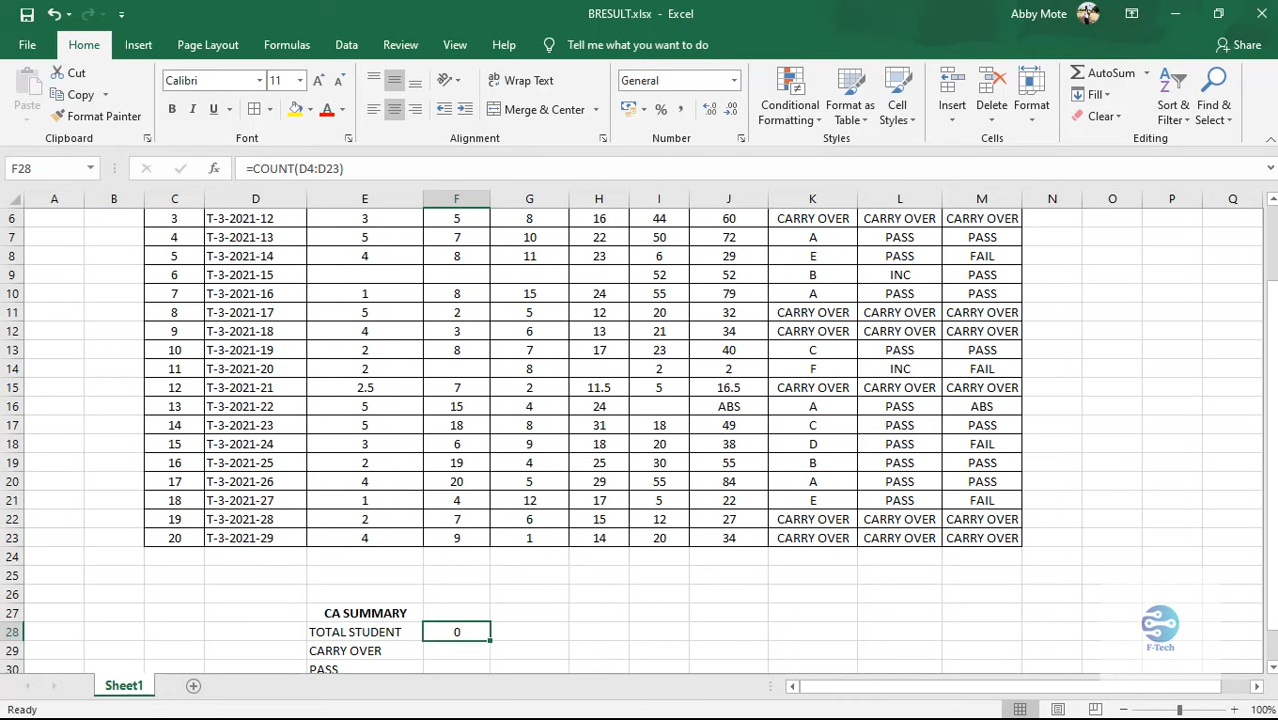 BRESULT.xlsx - Excel
Abby Mote
File Home Insert Page Layout Formulas Data Review View Help Tell me what you want to do Share
Paste
Cut
Copy
Format Painter
Clipboard
Calibri 11
B I U
Font
Wrap Text
Merge & Center
Alignment
General
% ,
Number
Conditional Formatting
Format as Table
Cell Styles
Styles
Insert Delete Format
Cells
AutoSum
Fill
Clear
Sort & Filter
Find & Select
Editing
F28 fx =COUNT(D4:D23)
A B C D E F G H I J K L M N O P Q
6 3 T-3-2021-12 3 5 8 16 44 60 CARRY OVER CARRY OVER CARRY OVER
7 4 T-3-2021-13 5 7 10 22 50 72 A PASS PASS
8 5 T-3-2021-14 4 8 11 23 6 29 E PASS FAIL
9 6 T-3-2021-15 52 52 B INC PASS
10 7 T-3-2021-16 1 8 15 24 55 79 A PASS PASS
11 8 T-3-2021-17 5 2 5 12 20 32 CARRY OVER CARRY OVER CARRY OVER
12 9 T-3-2021-18 4 3 6 13 21 34 CARRY OVER CARRY OVER CARRY OVER
13 10 T-3-2021-19 2 8 7 17 23 40 C PASS PASS
14 11 T-3-2021-20 2 8 2 2 F INC FAIL
15 12 T-3-2021-21 2.5 7 2 11.5 5 16.5 CARRY OVER CARRY OVER CARRY OVER
16 13 T-3-2021-22 5 15 4 24 ABS A PASS ABS
17 14 T-3-2021-23 5 18 8 31 18 49 C PASS PASS
18 15 T-3-2021-24 3 6 9 18 20 38 D PASS FAIL
19 16 T-3-2021-25 2 19 4 25 30 55 B PASS PASS
20 17 T-3-2021-26 4 20 5 29 55 84 A PASS PASS
21 18 T-3-2021-27 1 4 12 17 5 22 E PASS FAIL
22 19 T-3-2021-28 2 7 6 15 12 27 CARRY OVER CARRY OVER CARRY OVER
23 20 T-3-2021-29 4 9 1 14 20 34 CARRY OVER CARRY OVER CARRY OVER
24
25
26
27 CA SUMMARY
28 TOTAL STUDENT 0
29 CARRY OVER
30 PASS
F-Tech
Sheet1
Ready 100%